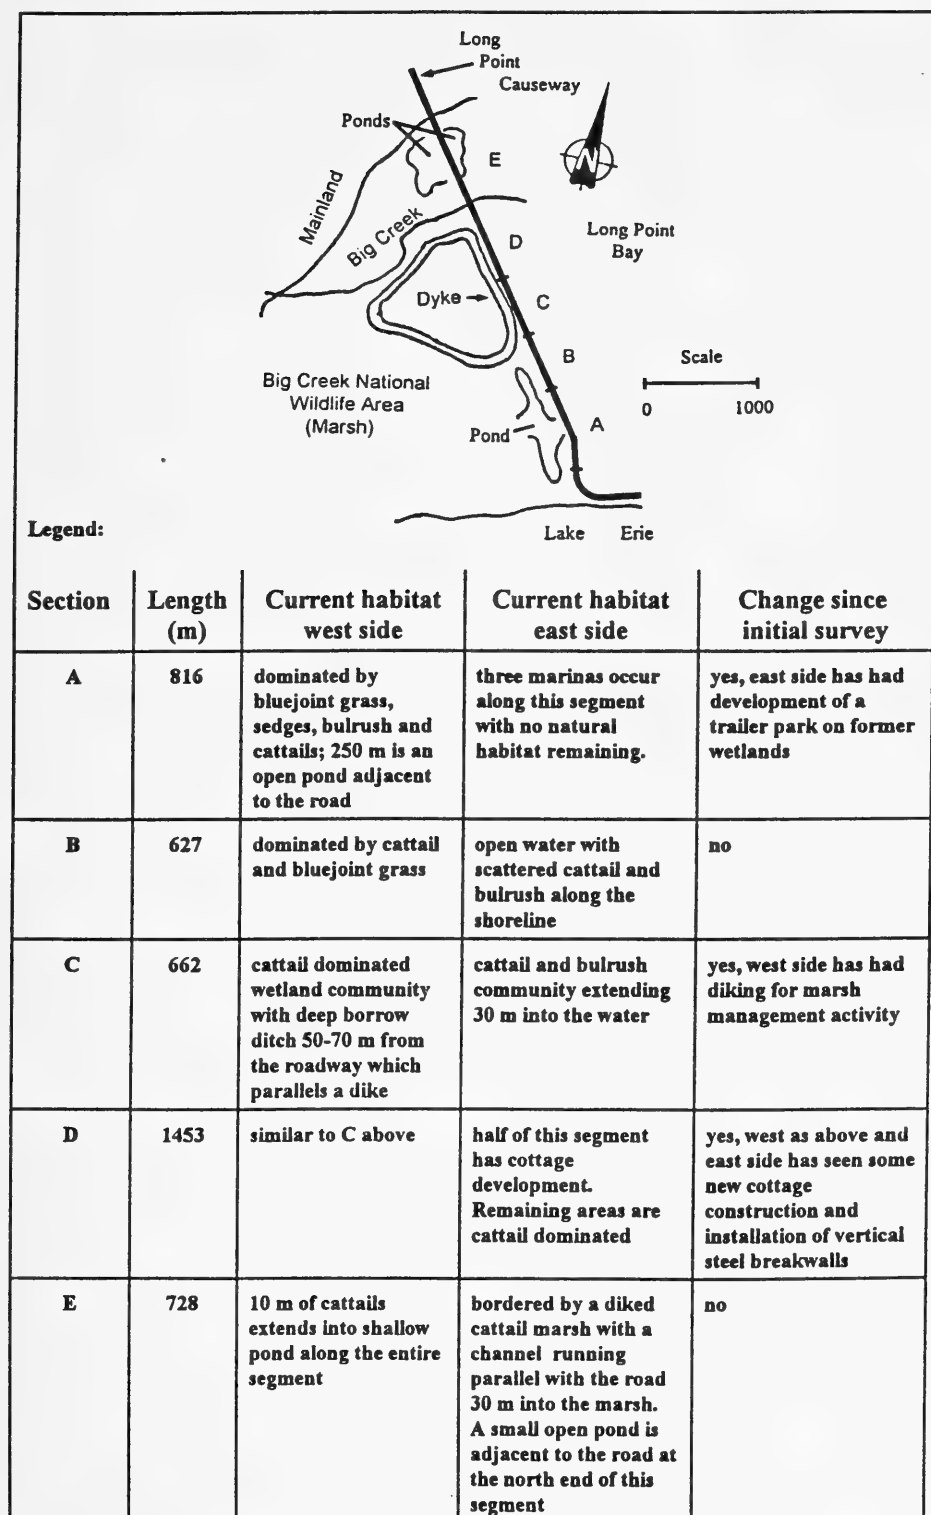 Long
Point
Causeway
Ponds
E
N
Mainland
Big Creek
D
Long Point
Bay
Dyke
C
B
Scale
0 1000
Big Creek National
Wildlife Area
(Marsh)
Pond
A
Lake Erie
Legend:
Section Length (m) Current habitat west side Current habitat east side Change since initial survey
A
816
dominated by
bluejoint grass,
sedges, bulrush and
cattails; 250 m is an
open pond adjacent
to the road
three marinas occur
along this segment
with no natural
habitat remaining.
yes, east side has had
development of a
trailer park on former
wetlands
B
627
dominated by cattail
and bluejoint grass
open water with
scattered cattail and
bulrush along the
shoreline
no
C
662
cattail dominated
wetland community
with deep borrow
ditch 50-70 m from
the roadway which
parallels a dike
cattail and bulrush
community extending
30 m into the water
yes, west side has had
diking for marsh
management activity
D
1453
similar to C above
half of this segment
has cottage
development.
Remaining areas are
cattail dominated
yes, west as above and
east side has seen some
new cottage
construction and
installation of vertical
steel breakwalls
E
728
10 m of cattails
extends into shallow
pond along the entire
segment
bordered by a diked
cattail marsh with a
channel running
parallel with the road
30 m into the marsh.
A small open pond is
adjacent to the road at
the north end of this
segment
no